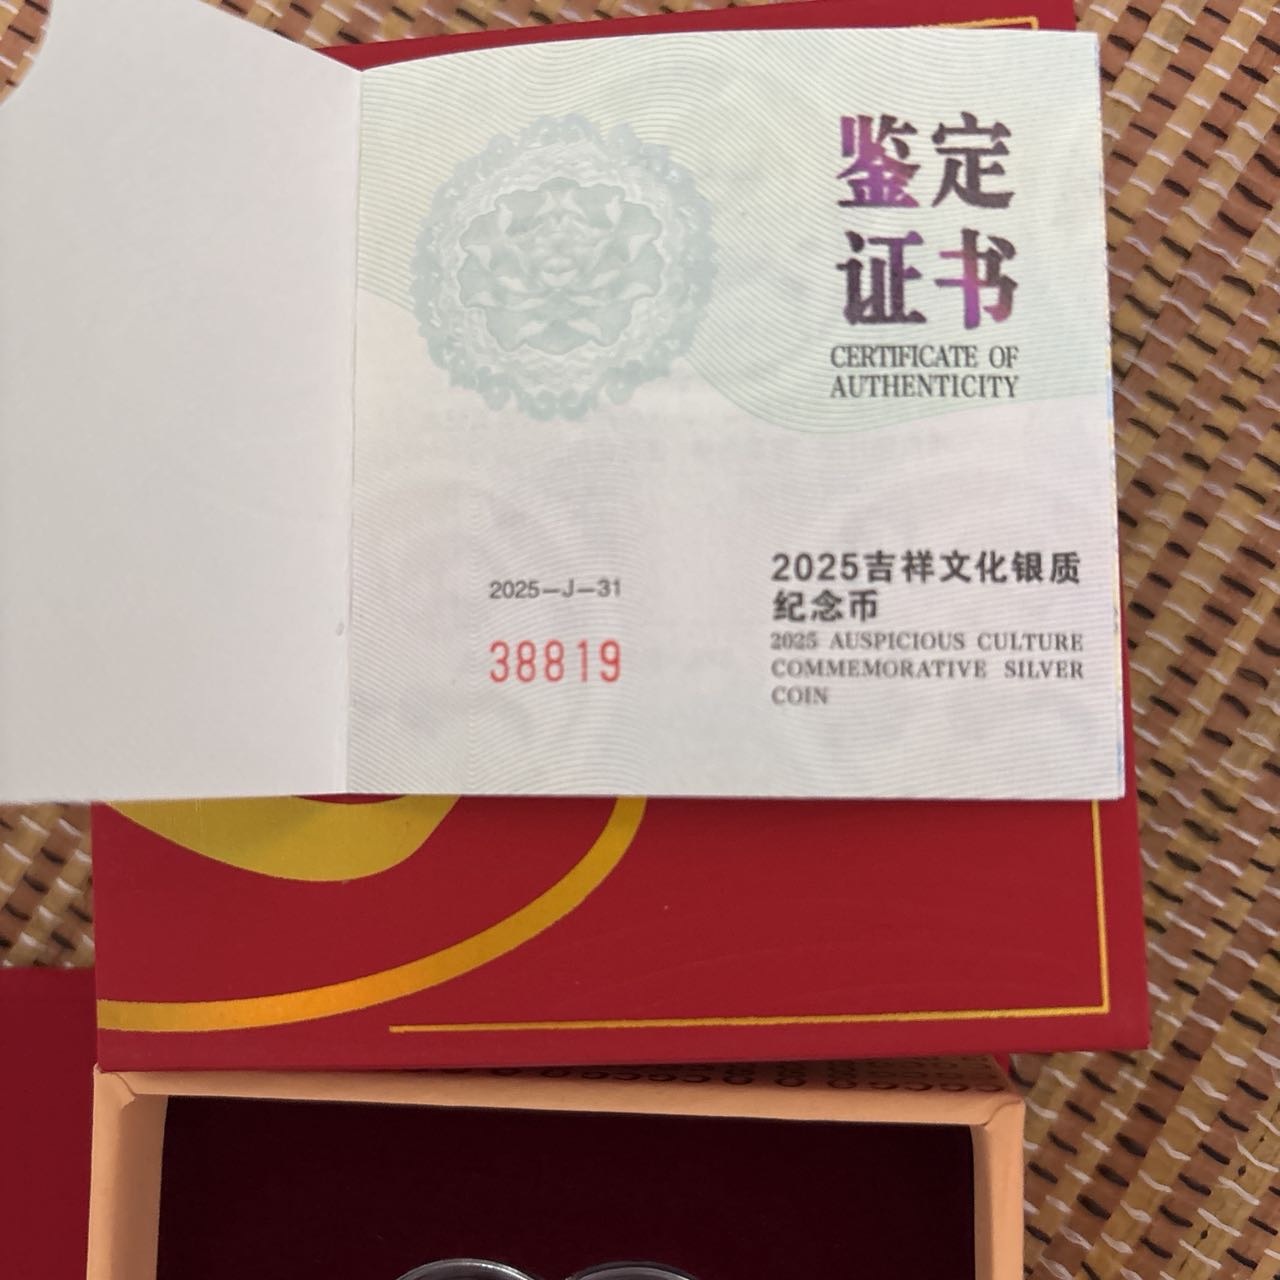 鉴定
证书
CERTIFICATE OF
AUTHENTICITY
2025-J-31
38819
2025吉祥文化银质
纪念币
2025 AUSPICIOUS CULTURE
COMMEMORATIVE SILVER
COIN